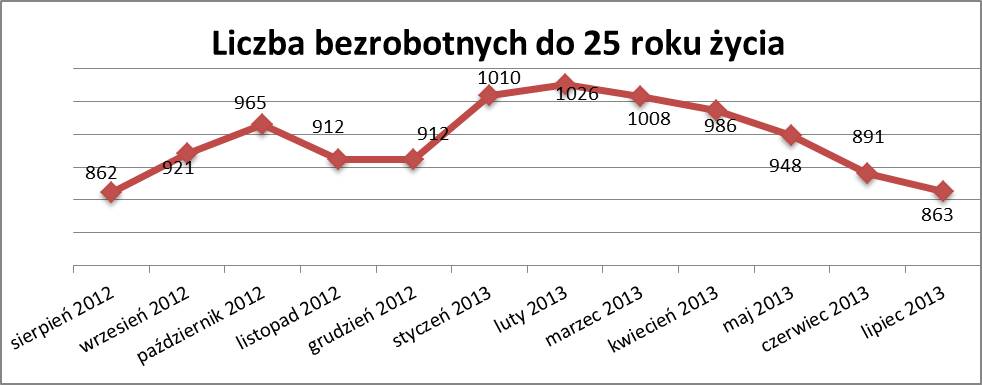 Liczba bezrobotnych do 25 roku życia
862
921
965
912
912
1010
1026
1008
986
948
891
863
sierpień 2012
wrzesień 2012
październik 2012
listopad 2012
grudzień 2012
styczeń 2013
luty 2013
marzec 2013
kwiecień 2013
maj 2013
czerwiec 2013
lipiec 2013